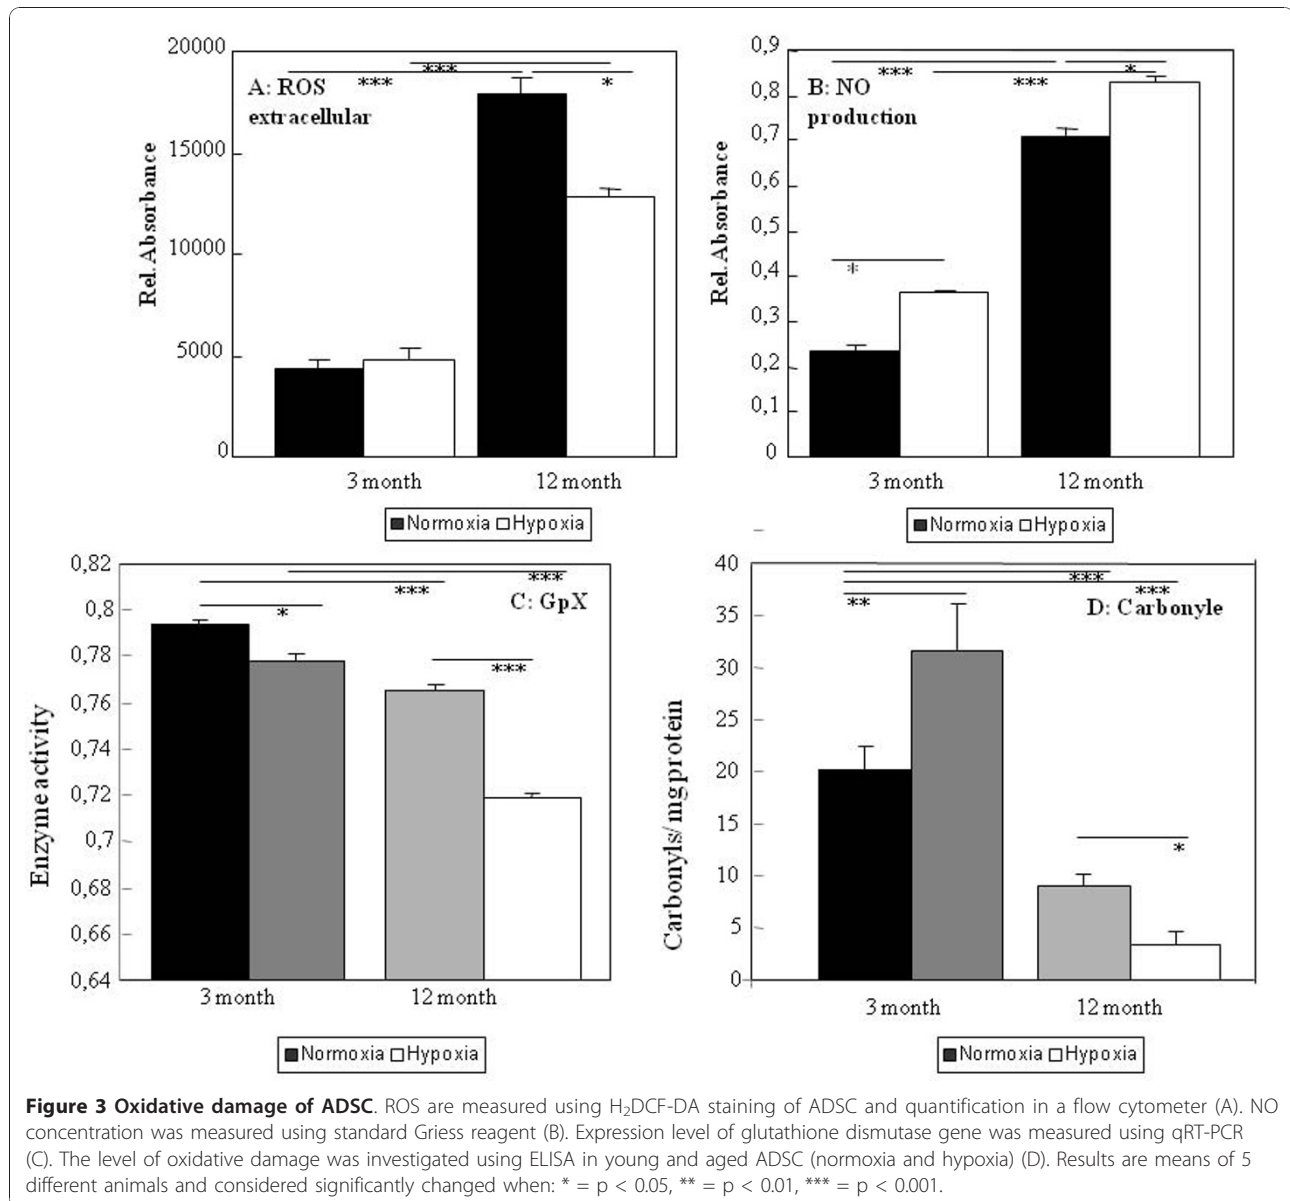 20000
15000
10000
5000
0
Rel. Absorbance
A: ROS
extracellular
***
***
*
3 month
12 month
Normoxia Hypoxia
0,9
0,8
0,7
0,6
0,5
0,4
0,3
0,2
0,1
0
Rel. Absorbance
B: NO
production
***
***
*
*
3 month
12 month
Normoxia Hypoxia
0,82
0,8
0,78
0,76
0,74
0,72
0,7
0,68
0,66
0,64
Enzyme activity
C: GpX
***
***
*
***
3 month
12 month
Normoxia Hypoxia
40
35
30
25
20
15
10
5
0
Carbonyls/mg protein
D: Carbonyle
***
***
**
*
3 month
12 month
Normoxia Hypoxia
Figure 3 Oxidative damage of ADSC. ROS are measured using H₂DCF-DA staining of ADSC and quantification in a flow cytometer (A). NO
concentration was measured using standard Griess reagent (B). Expression level of glutathione dismutase gene was measured using qRT-PCR
(C). The level of oxidative damage was investigated using ELISA in young and aged ADSC (normoxia and hypoxia) (D). Results are means of 5
different animals and considered significantly changed when: * = p < 0.05, ** = p < 0.01, *** = p < 0.001.